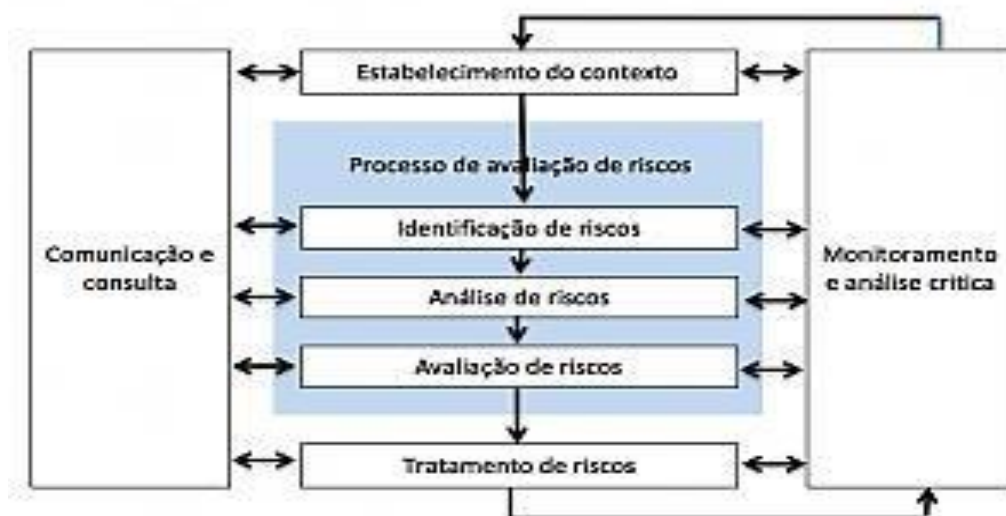 Estabelecimento do contexto
Processo de avaliação de riscos
Identificação de riscos
Comunicação e
consulta
Análise de riscos
Monitoramento
e análise crítica
Avaliação de riscos
Tratamento de riscos